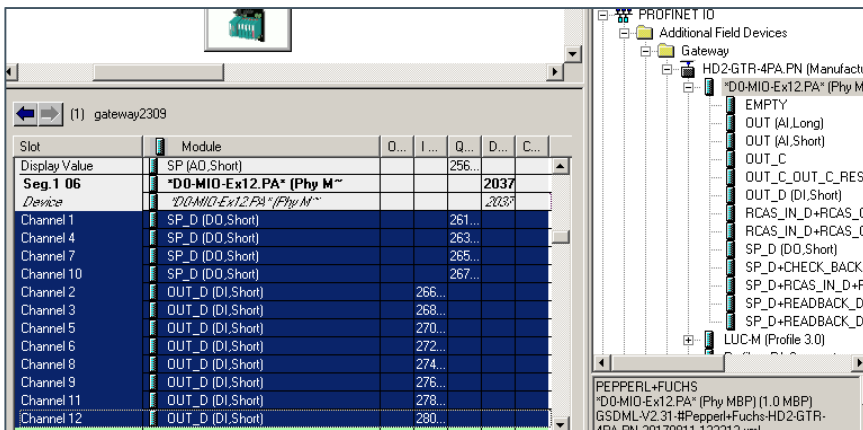 (1) gateway2309
Slot Module O... I ... Q... D... C...
Display Value SP (AO,Short) 256...
Seg.1 06 *D0-MIO-Ex12.PA* (Phy M~ 2037
Device *D0-MIO-Ex12.PA* (Phy M~ 2037
Channel 1 SP_D (DO,Short) 261...
Channel 4 SP_D (DO,Short) 263...
Channel 7 SP_D (DO,Short) 265...
Channel 10 SP_D (DO,Short) 267...
Channel 2 OUT_D (DI,Short) 266...
Channel 3 OUT_D (DI,Short) 268...
Channel 5 OUT_D (DI,Short) 270...
Channel 6 OUT_D (DI,Short) 272...
Channel 8 OUT_D (DI,Short) 274...
Channel 9 OUT_D (DI,Short) 276...
Channel 11 OUT_D (DI,Short) 278...
Channel 12 OUT_D (DI,Short) 280...
PROFINET IO
Additional Field Devices
Gateway
HD2-GTR-4PA.PN (Manufactu
*D0-MIO-Ex12.PA* (Phy M
EMPTY
OUT (AI,Long)
OUT (AI,Short)
OUT_C
OUT_C_OUT_C_RES
OUT_D (DI,Short)
RCAS_IN_D+RCAS_O
RCAS_IN_D+RCAS_O
SP_D (DO,Short)
SP_D+CHECK_BACK
SP_D+RCAS_IN_D+R
SP_D+READBACK_D
SP_D+READBACK_D
LUC-M (Profile 3.0)
PEPPERL+FUCHS
*D0-MIO-Ex12.PA* (Phy MBP) (1.0 MBP)
GSDML-V2.31-#Pepperl+Fuchs-HD2-GTR-